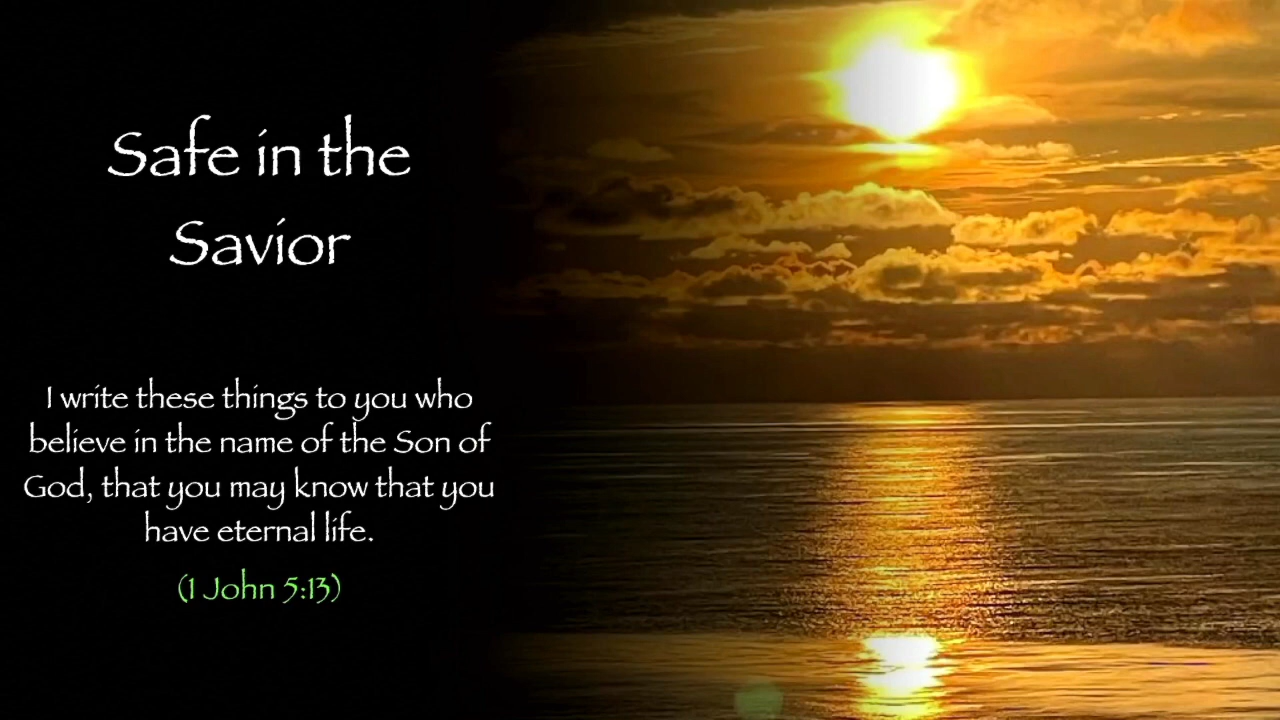 Safe in the
Savior
I write these things to you who
believe in the name of the Son of
God, that you may know that you
have eternal life.
(1 John 5:13)